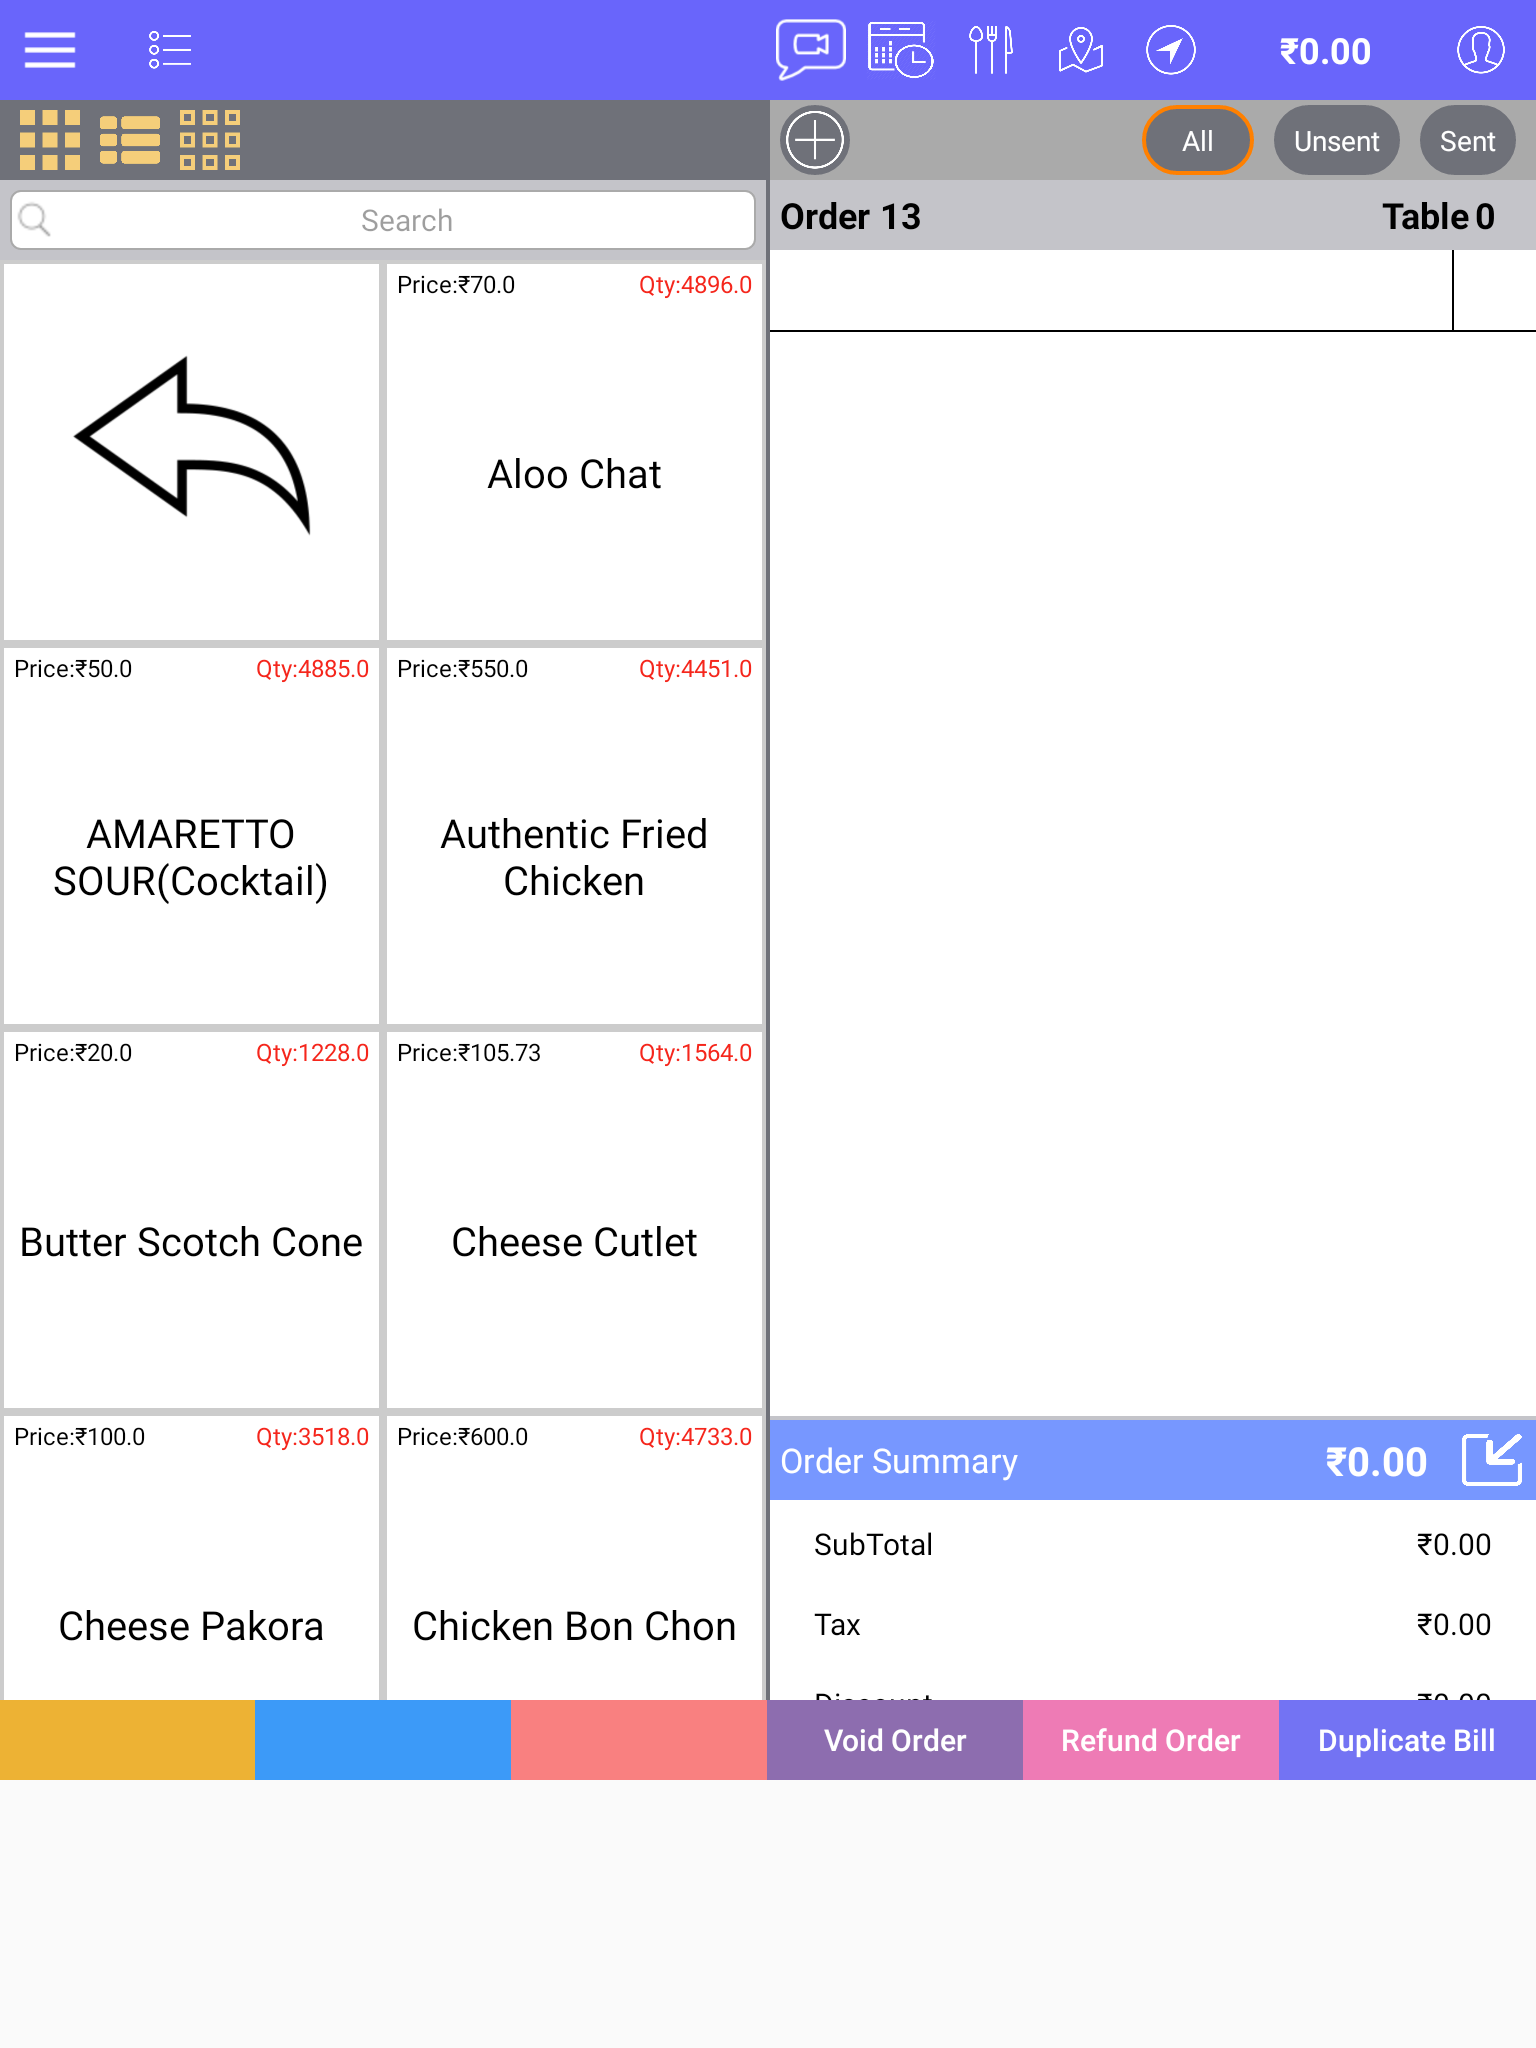 ₹0.00
All
Unsent
Sent
Search
Order 13
Table 0
Price:₹70.0
Qty:4896.0
Aloo Chat
Price:₹50.0
Qty:4885.0
AMARETTO
SOUR(Cocktail)
Price:₹550.0
Qty:4451.0
Authentic Fried
Chicken
Price:₹20.0
Qty:1228.0
Butter Scotch Cone
Price:₹105.73
Qty:1564.0
Cheese Cutlet
Price:₹100.0
Qty:3518.0
Cheese Pakora
Price:₹600.0
Qty:4733.0
Chicken Bon Chon
Order Summary
₹0.00
SubTotal
₹0.00
Tax
₹0.00
Discount
₹0.00
Void Order
Refund Order
Duplicate Bill